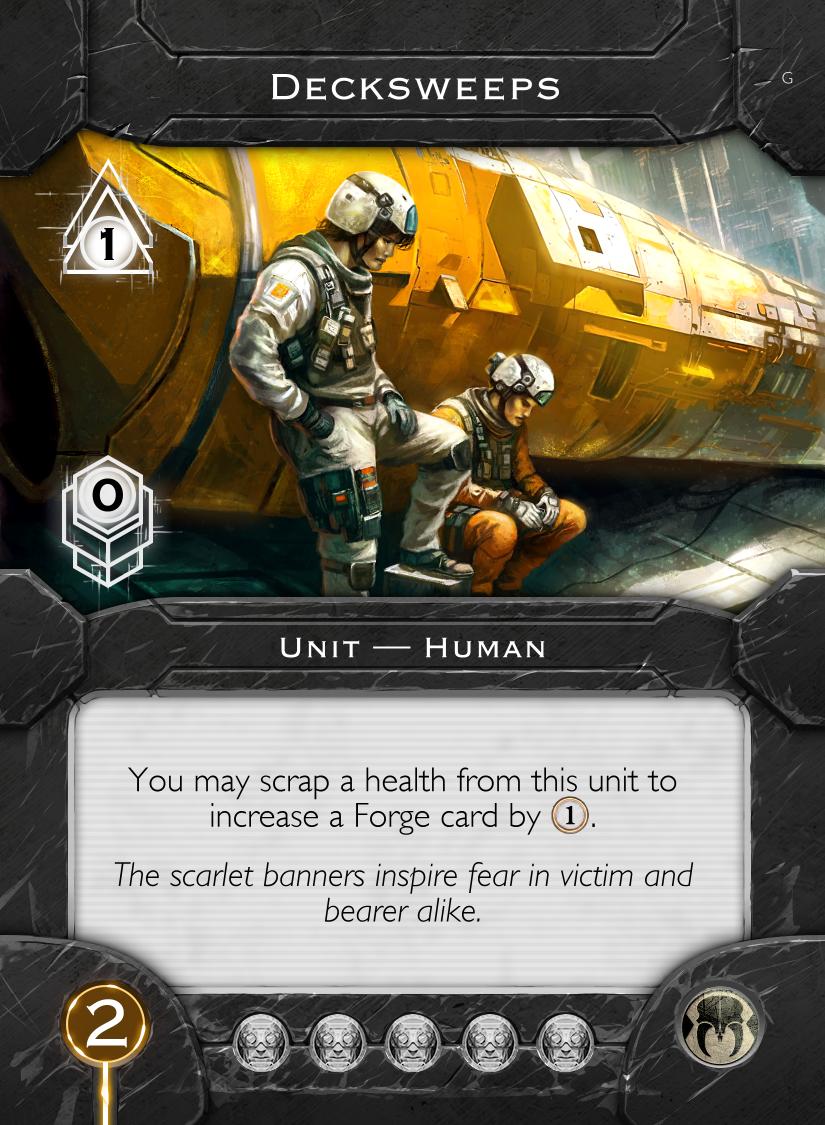 Decksweeps
G
1
0
Unit — Human
You may scrap a health from this unit to
increase a Forge card by 1.
The scarlet banners inspire fear in victim and
bearer alike.
2